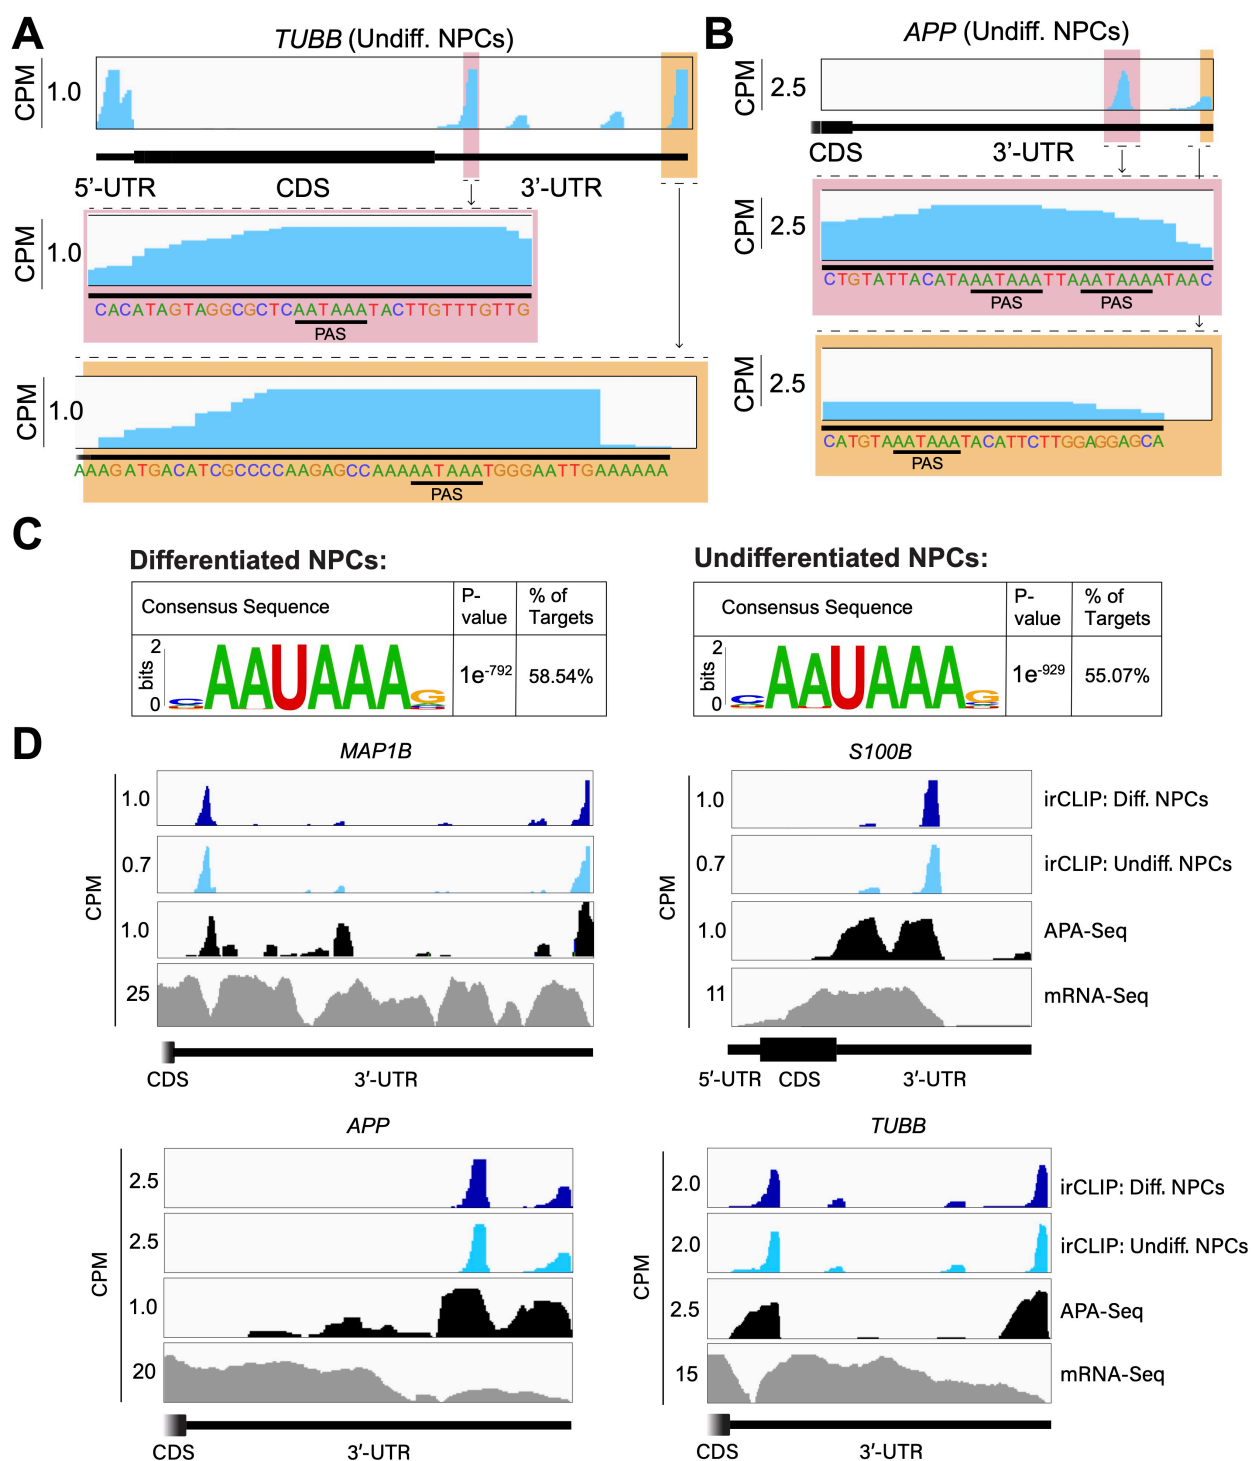 A
TUBB (Undiff. NPCs)
CPM
1.0
5'-UTR
CDS
3'-UTR
CPM
1.0
CACATAGTAGGCGCTCAATAAATACTTGTTTGTTG
PAS
CPM
1.0
AAAGATGACATCGCCCCAAGAGCCAAAAAATAAATGGGAATTGAAAAAA
PAS
B
APP (Undiff. NPCs)
CPM
2.5
CDS
3'-UTR
CPM
2.5
CTGTATTACATAAATAAATTAAATAAAATAAC
PAS
PAS
CPM
2.5
CATGTAAATAAATACATTCTTGGAGGAGCA
PAS
C
Differentiated NPCs:
Consensus Sequence
P-value
% of Targets
2
bits
0
CAAUAAAG
1e-792
58.54%
Undifferentiated NPCs:
Consensus Sequence
P-value
% of Targets
2
bits
0
CAAUAAAG
1e-929
55.07%
D
MAP1B
CPM
1.0
0.7
1.0
25
CDS
3'-UTR
S100B
CPM
1.0
irCLIP: Diff. NPCs
0.7
irCLIP: Undiff. NPCs
1.0
APA-Seq
11
mRNA-Seq
5'-UTR
CDS
3'-UTR
APP
CPM
2.5
2.5
1.0
20
CDS
3'-UTR
TUBB
CPM
2.0
irCLIP: Diff. NPCs
2.0
irCLIP: Undiff. NPCs
2.5
APA-Seq
15
mRNA-Seq
CDS
3'-UTR